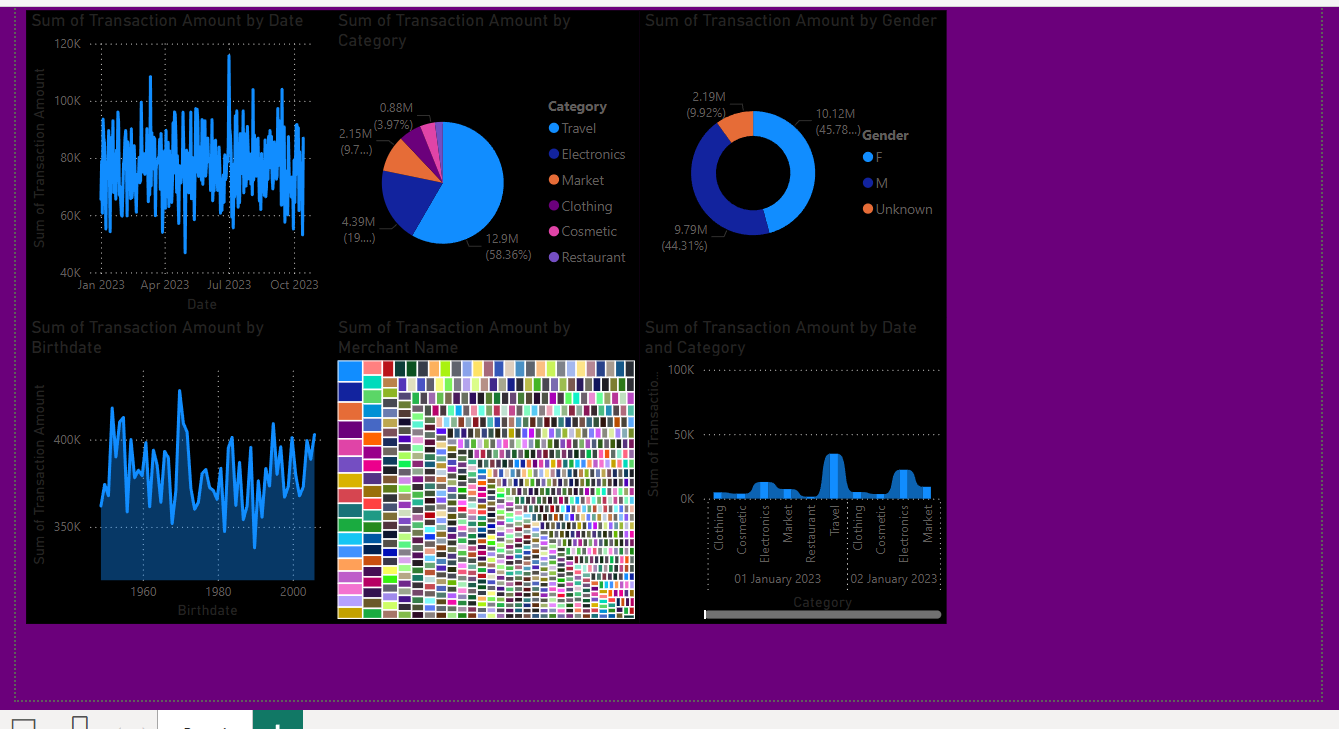 Sum of Transaction Amount by Date
Sum of Transaction Amount
120K
100K
80K
60K
40K
Jan 2023 Apr 2023 Jul 2023 Oct 2023
Date
Sum of Transaction Amount by
Category
0.88M
(3.97%)
2.15M
(9.7...)
4.39M
(19....)
12.9M
(58.36%)
Category
Travel
Electronics
Market
Clothing
Cosmetic
Restaurant
Sum of Transaction Amount by Gender
2.19M
(9.92%)
10.12M
(45.78...)
9.79M
(44.31%)
Gender
F
M
Unknown
Sum of Transaction Amount by
Birthdate
Sum of Transaction Amount
400K
350K
1960 1980 2000
Birthdate
Sum of Transaction Amount by
Merchant Name
Sum of Transaction Amount by Date
and Category
Sum of Transactio...
100K
50K
0K
Clothing
Cosmetic
Electronics
Market
Restaurant
Travel
Clothing
Cosmetic
Electronics
Market
01 January 2023 02 January 2023
Category